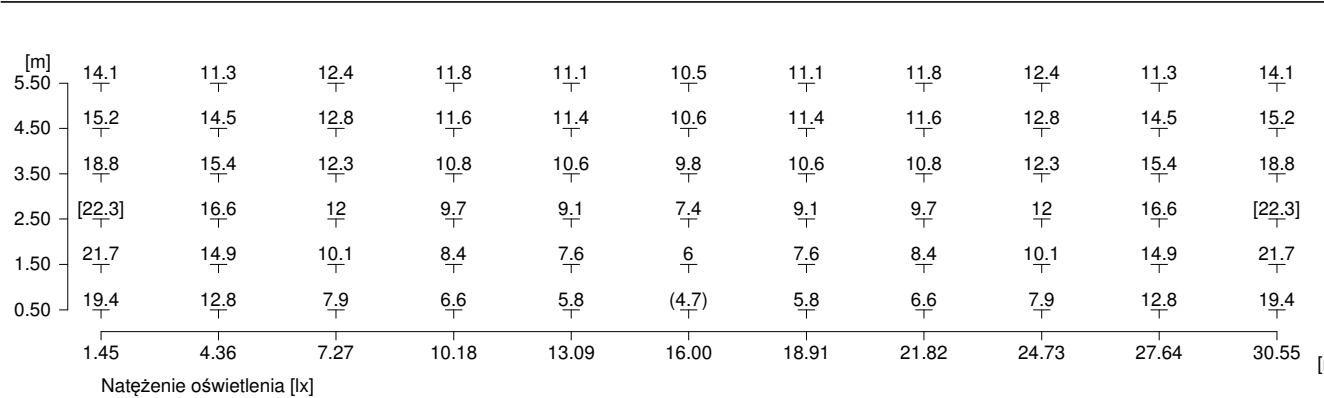 [m]
5.50 14.1 11.3 12.4 11.8 11.1 10.5 11.1 11.8 12.4 11.3 14.1
4.50 15.2 14.5 12.8 11.6 11.4 10.6 11.4 11.6 12.8 14.5 15.2
3.50 18.8 15.4 12.3 10.8 10.6 9.8 10.6 10.8 12.3 15.4 18.8
2.50 [22.3] 16.6 12 9.7 9.1 7.4 9.1 9.7 12 16.6 [22.3]
1.50 21.7 14.9 10.1 8.4 7.6 6 7.6 8.4 10.1 14.9 21.7
0.50 19.4 12.8 7.9 6.6 5.8 (4.7) 5.8 6.6 7.9 12.8 19.4
1.45 4.36 7.27 10.18 13.09 16.00 18.91 21.82 24.73 27.64 30.55
Natężenie oświetlenia [lx]